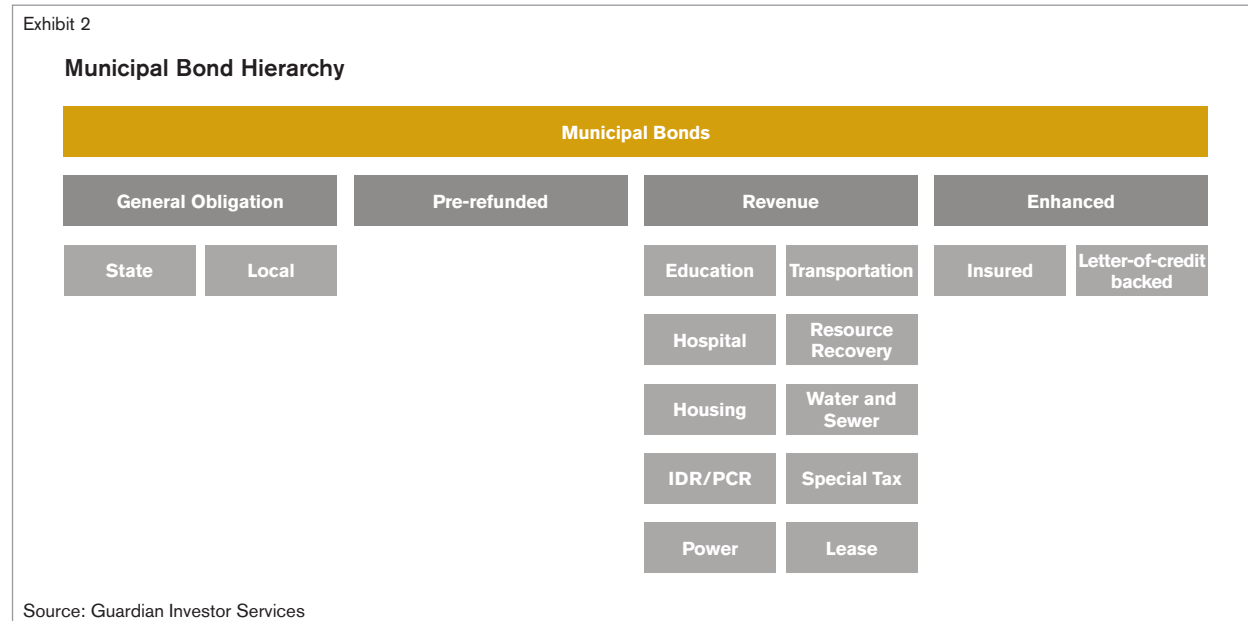 Exhibit 2
Municipal Bond Hierarchy
Municipal Bonds
General Obligation
Pre-refunded
Revenue
Enhanced
State
Local
Education
Transportation
Insured
Letter-of-credit
backed
Hospital
Resource
Recovery
Housing
Water and
Sewer
IDR/PCR
Special Tax
Power
Lease
Source: Guardian Investor Services